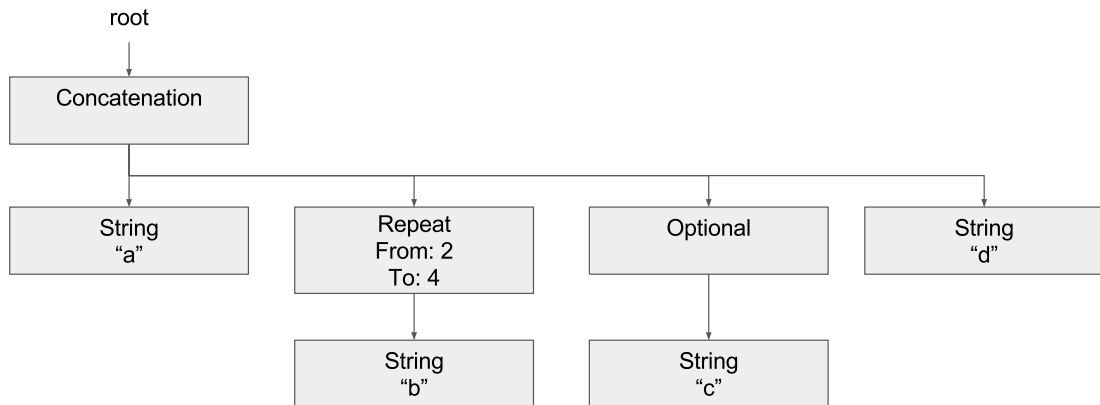 root
Concatenation
String
“a”
Repeat
From: 2
To: 4
Optional
String
“d”
String
“b”
String
“c”